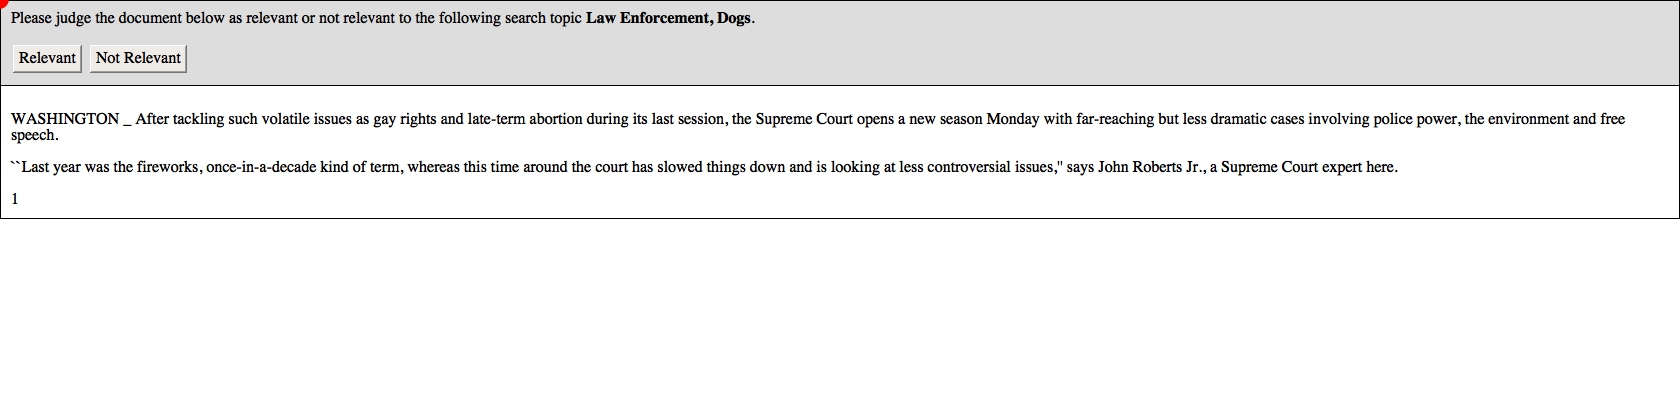 Please judge the document below as relevant or not relevant to the following search topic Law Enforcement, Dogs.
Relevant Not Relevant
WASHINGTON _ After tackling such volatile issues as gay rights and late-term abortion during its last session, the Supreme Court opens a new season Monday with far-reaching but less dramatic cases involving police power, the environment and free
speech.
``Last year was the fireworks, once-in-a-decade kind of term, whereas this time around the court has slowed things down and is looking at less controversial issues,'' says John Roberts Jr., a Supreme Court expert here.
1